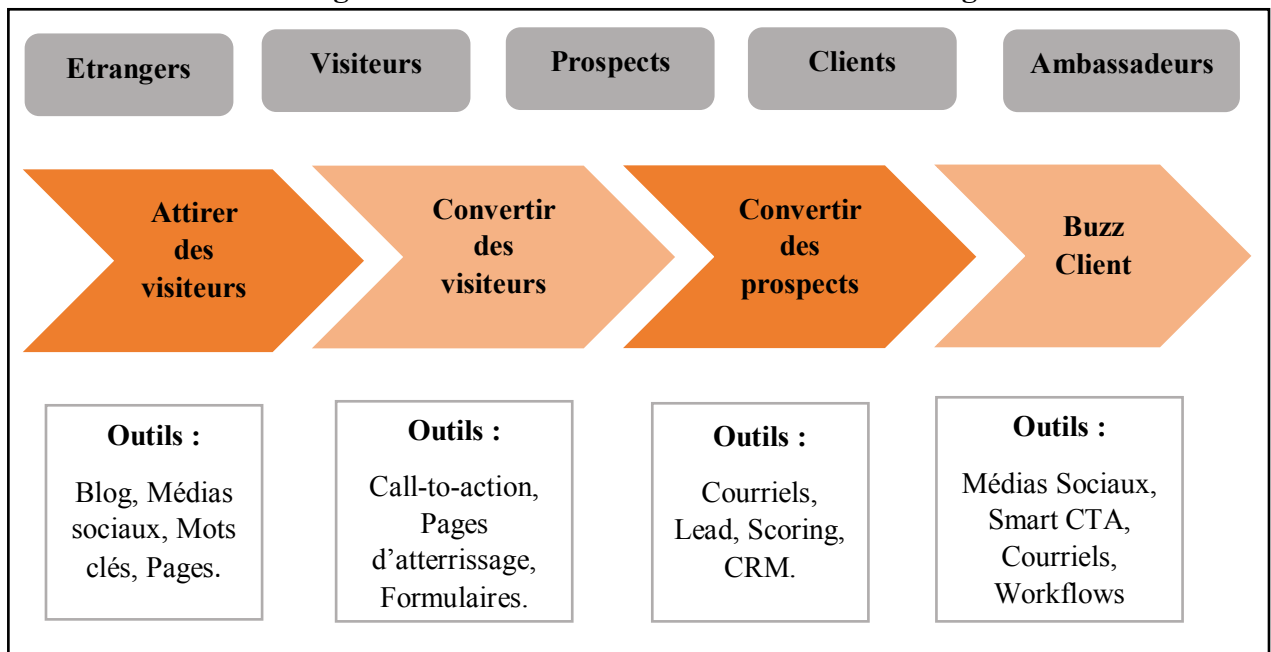 Etrangers
Visiteurs
Prospects
Clients
Ambassadeurs
Attirer
des
visiteurs
Convertir
des
visiteurs
Convertir
des
prospects
Buzz
Client
Outils :
Blog, Médias
sociaux, Mots
clés, Pages.
Outils :
Call-to-action,
Pages
d’atterrissage,
Formulaires.
Outils :
Courriels,
Lead, Scoring,
CRM.
Outils :
Médias Sociaux,
Smart CTA,
Courriels,
Workflows